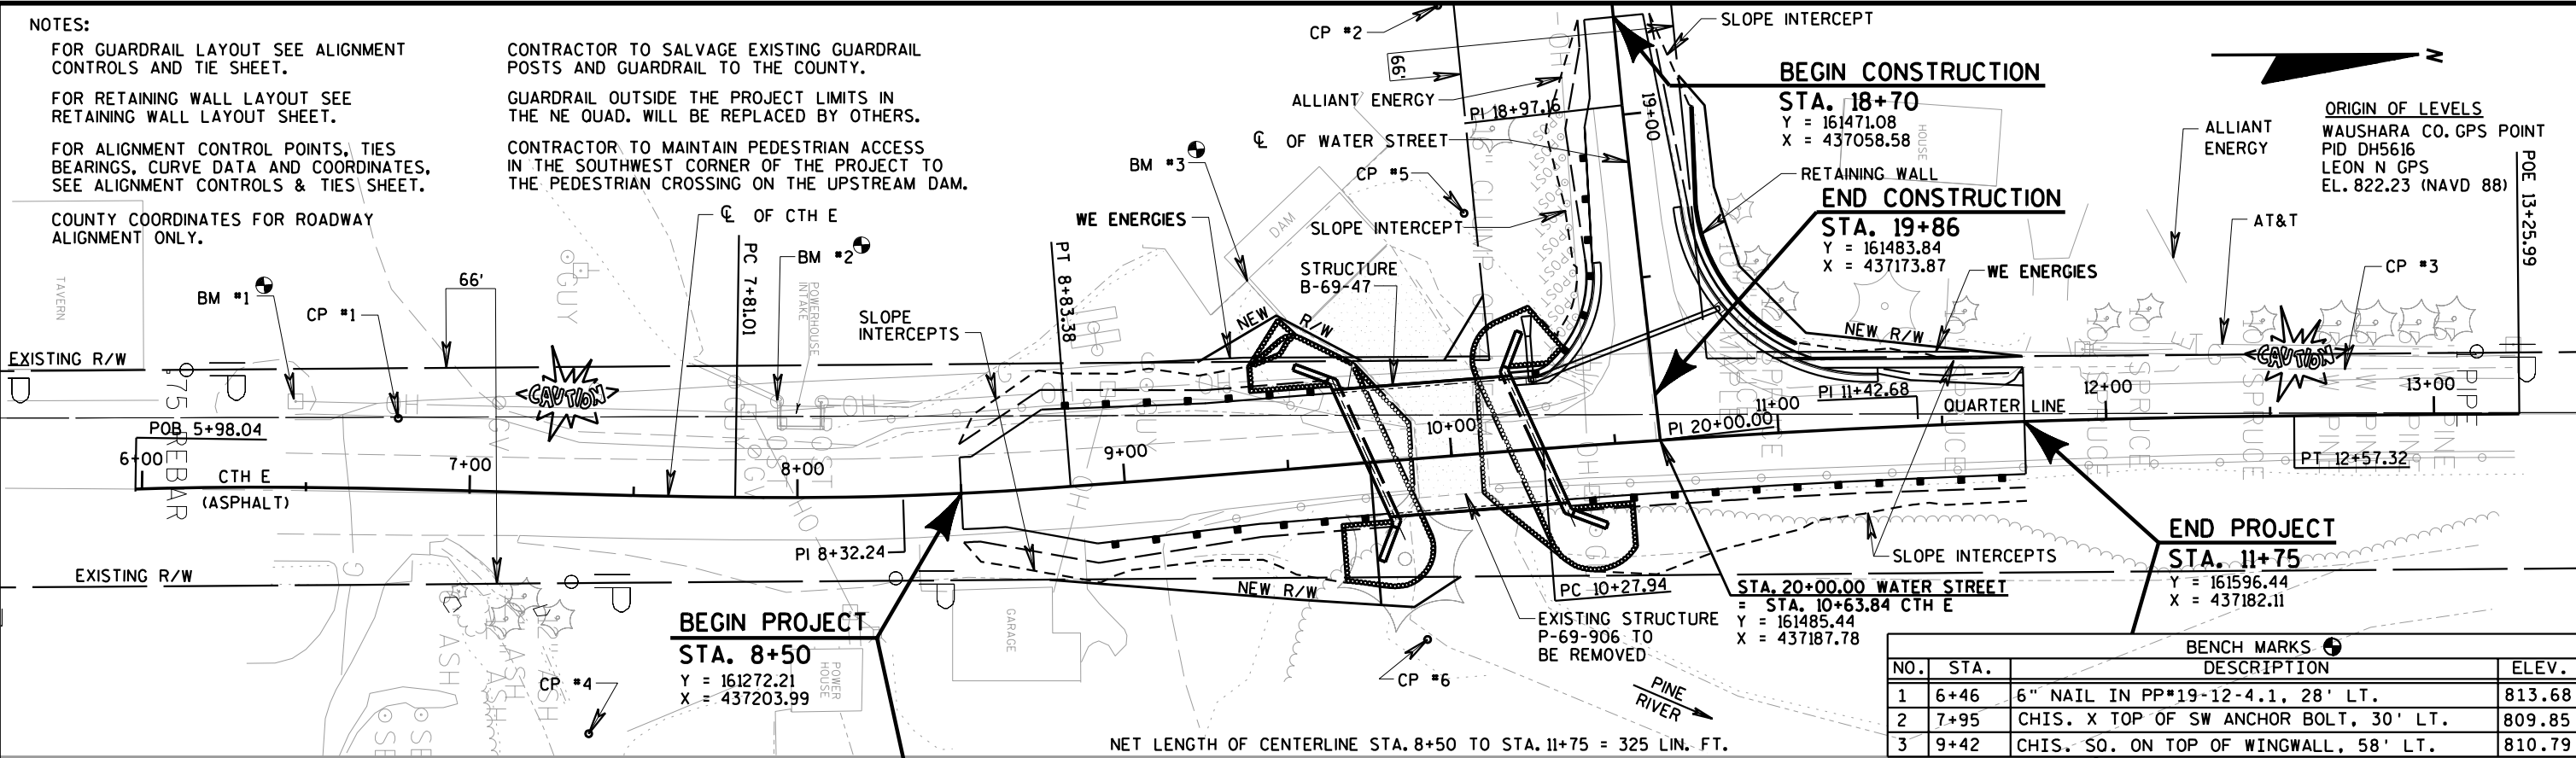 NOTES:
FOR GUARDRAIL LAYOUT SEE ALIGNMENT
CONTROLS AND TIE SHEET.
FOR RETAINING WALL LAYOUT SEE
RETAINING WALL LAYOUT SHEET.
FOR ALIGNMENT CONTROL POINTS, TIES
BEARINGS, CURVE DATA AND COORDINATES,
SEE ALIGNMENT CONTROLS & TIES SHEET.
COUNTY COORDINATES FOR ROADWAY
ALIGNMENT ONLY.
CONTRACTOR TO SALVAGE EXISTING GUARDRAIL
POSTS AND GUARDRAIL TO THE COUNTY.
GUARDRAIL OUTSIDE THE PROJECT LIMITS IN
THE NE QUAD. WILL BE REPLACED BY OTHERS.
CONTRACTOR TO MAINTAIN PEDESTRIAN ACCESS
IN THE SOUTHWEST CORNER OF THE PROJECT TO
THE PEDESTRIAN CROSSING ON THE UPSTREAM DAM.
℄ OF CTH E
CP #2
66'
ALLIANT ENERGY
PI 18+97.16
℄ OF WATER STREET
BM #3
CP #5
WE ENERGIES
DAM
SLOPE INTERCEPT
STRUCTURE
B-69-47
19+00
SLOPE INTERCEPT
BEGIN CONSTRUCTION
STA. 18+70
Y = 161471.08
X = 437058.58
HOUSE
RETAINING WALL
END CONSTRUCTION
STA. 19+86
Y = 161483.84
X = 437173.87
WE ENERGIES
N
ALLIANT
ENERGY
ORIGIN OF LEVELS
WAUSHARA CO. GPS POINT
PID DH5616
LEON N GPS
EL. 822.23 (NAVD 88)
POE 13+25.99
AT&T
CP #3
TAVERN
BM #1
CP #1
66'
GUY
PC 7+81.01
BM #2
POWERHOUSE
INTAKE
SLOPE
INTERCEPTS
PT 8+83.38
NEW R/W
NEW R/W
EXISTING R/W
CAUTION
CAUTION
POB 5+98.04
6+00
7+00
8+00
9+00
10+00
11+00
12+00
13+00
PI 20+00.00
PI 11+42.68
QUARTER LINE
PT 12+57.32
CTH E
(ASPHALT)
.75 REBAR
PI 8+32.24
EXISTING R/W
NEW R/W
PC 10+27.94
SLOPE INTERCEPTS
BEGIN PROJECT
STA. 8+50
Y = 161272.21
X = 437203.99
POWER
HOUSE
GARAGE
ASH
ASH
ASH
CP #4
CP #6
EXISTING STRUCTURE
P-69-906 TO
BE REMOVED
STA. 20+00.00 WATER STREET
= STA. 10+63.84 CTH E
Y = 161485.44
X = 437187.78
PINE
RIVER
END PROJECT
STA. 11+75
Y = 161596.44
X = 437182.11
NET LENGTH OF CENTERLINE STA. 8+50 TO STA. 11+75 = 325 LIN. FT.
BENCH MARKS
NO. STA. DESCRIPTION ELEV.
1 6+46 6" NAIL IN PP#19-12-4.1, 28' LT. 813.68
2 7+95 CHIS. X TOP OF SW ANCHOR BOLT, 30' LT. 809.85
3 9+42 CHIS. SQ. ON TOP OF WINGWALL, 58' LT. 810.79